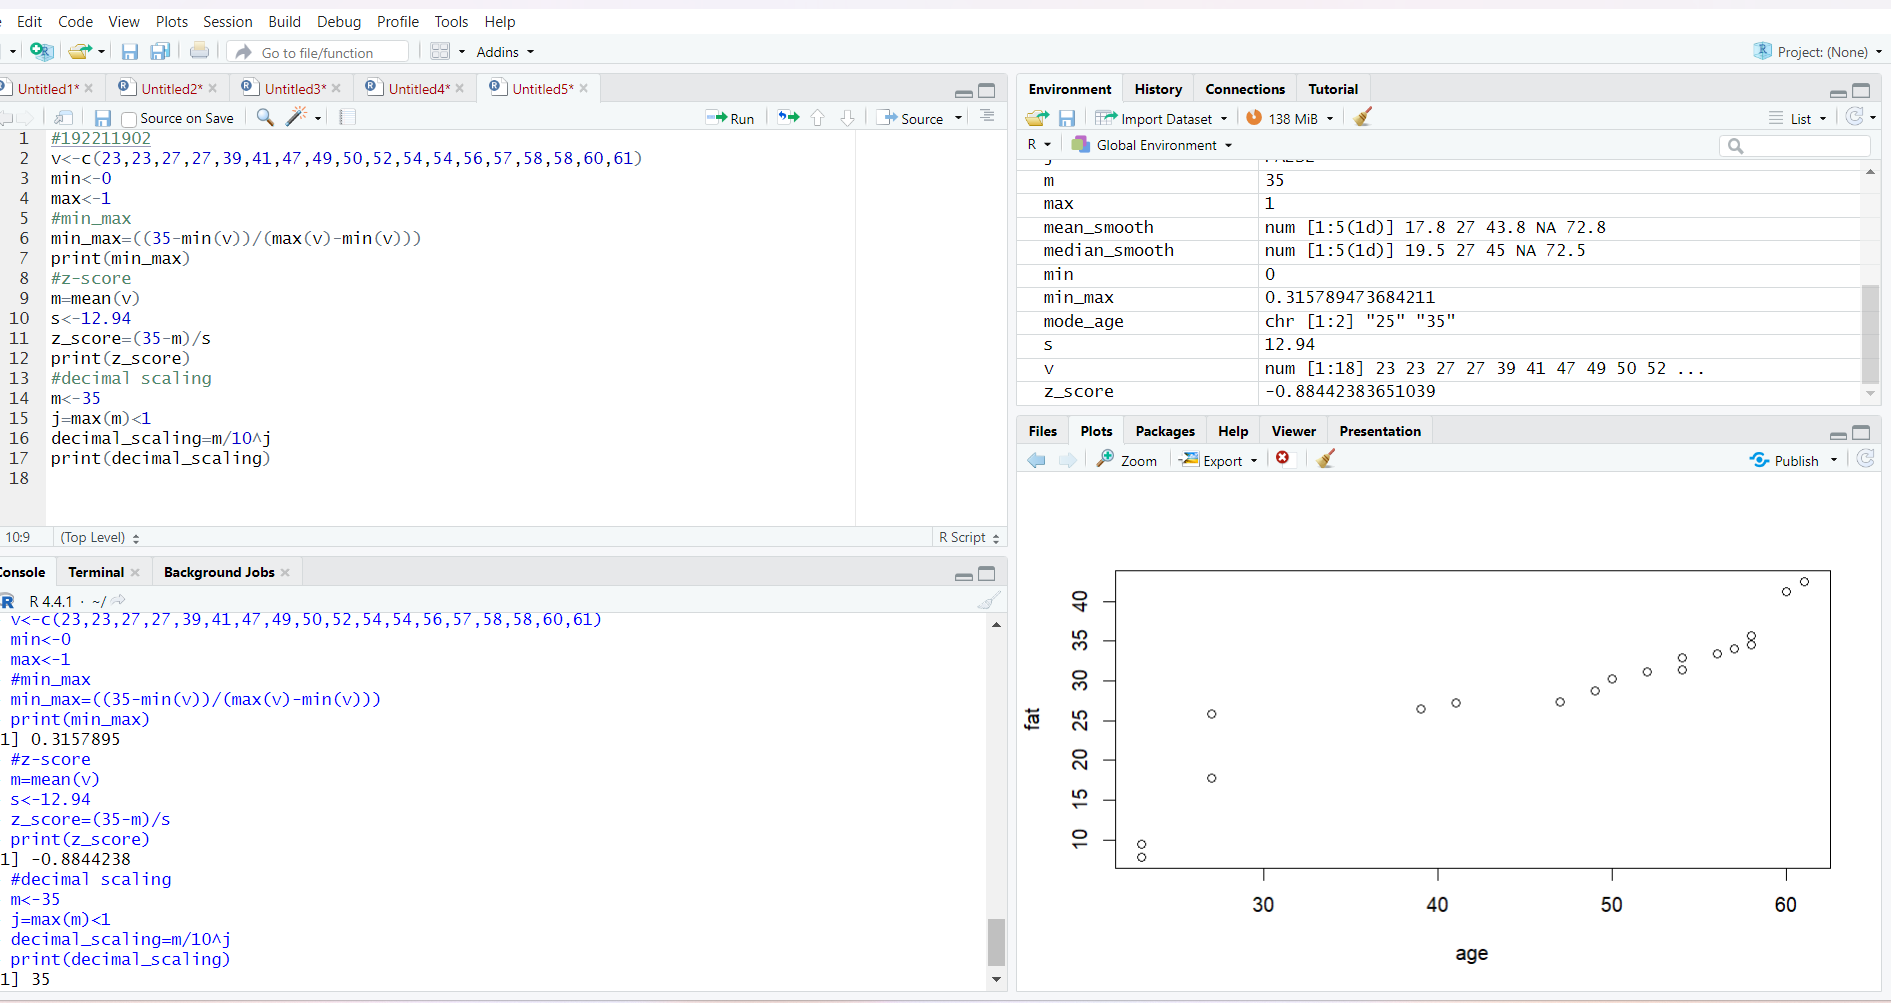 Edit Code View Plots Session Build Debug Profile Tools Help
Go to file/function Addins Project: (None)
Untitled1* Untitled2* Untitled3* Untitled4* Untitled5*
Source on Save Run Source
1 #192211902
2 v<-c(23,23,27,27,39,41,47,49,50,52,54,54,56,57,58,58,60,61)
3 min<-0
4 max<-1
5 #min_max
6 min_max=((35-min(v))/(max(v)-min(v)))
7 print(min_max)
8 #z-score
9 m=mean(v)
10 s<-12.94
11 z_score=(35-m)/s
12 print(z_score)
13 #decimal scaling
14 m<-35
15 j=max(m)<1
16 decimal_scaling=m/10^j
17 print(decimal_scaling)
18
10:9 (Top Level) R Script
Console Terminal Background Jobs
R 4.4.1 · ~/
v<-c(23,23,27,27,39,41,47,49,50,52,54,54,56,57,58,58,60,61)
min<-0
max<-1
#min_max
min_max=((35-min(v))/(max(v)-min(v)))
print(min_max)
1] 0.3157895
#z-score
m=mean(v)
s<-12.94
z_score=(35-m)/s
print(z_score)
1] -0.8844238
#decimal scaling
m<-35
j=max(m)<1
decimal_scaling=m/10^j
print(decimal_scaling)
1] 35
Environment History Connections Tutorial
Import Dataset 138 MiB List
R Global Environment
m 35
max 1
mean_smooth num [1:5(1d)] 17.8 27 43.8 NA 72.8
median_smooth num [1:5(1d)] 19.5 27 45 NA 72.5
min 0
min_max 0.315789473684211
mode_age chr [1:2] "25" "35"
s 12.94
v num [1:18] 23 23 27 27 39 41 47 49 50 52 ...
z_score -0.88442383651039
Files Plots Packages Help Viewer Presentation
Zoom Export Publish
fat
40
35
30
25
20
15
10
30 40 50 60
age